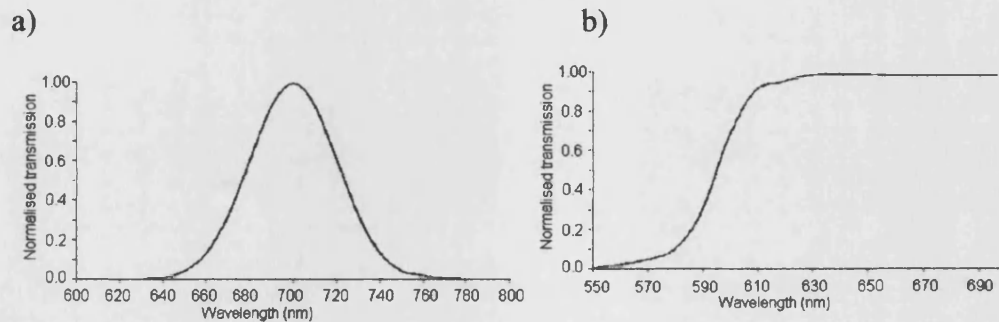 a)
Normalised transmission
1.00
0.8
0.6
0.4
0.2
0.0
600 620 640 660 680 700 720 740 760 780 800
Wavelength (nm)
b)
Normalised transmission
1.00
0.8
0.6
0.4
0.2
0.0
550 570 590 610 630 650 670 690
Wavelength (nm)